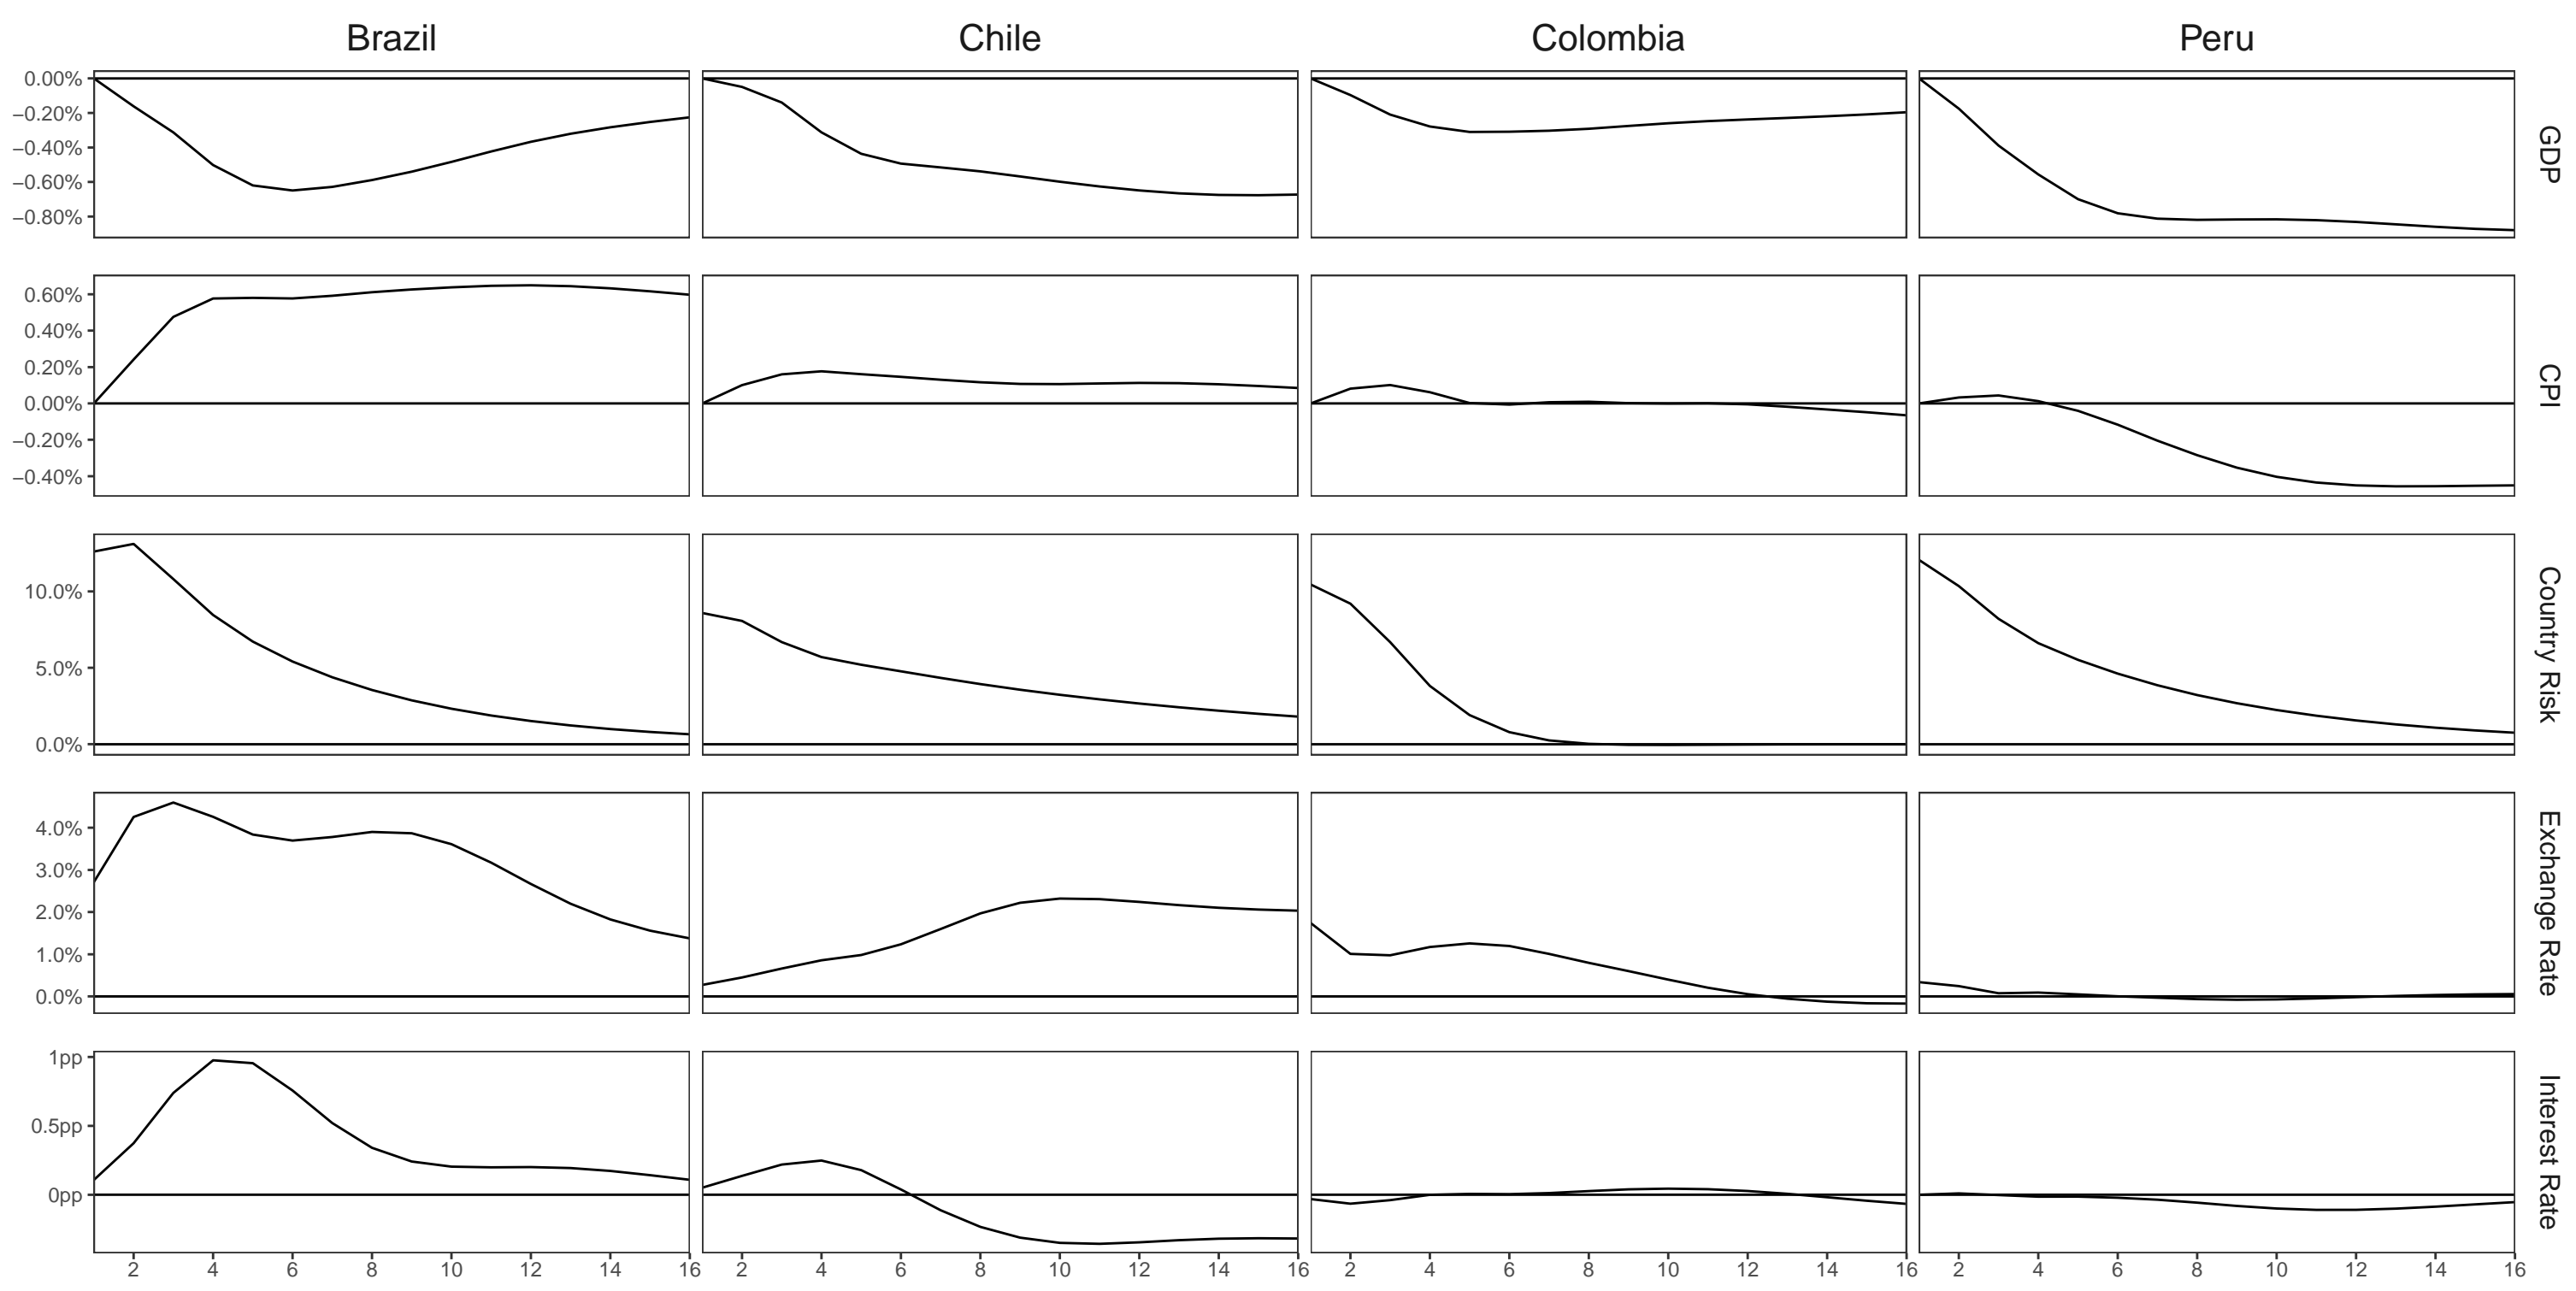 Brazil Chile Colombia Peru
0.00%
−0.20%
−0.40%
−0.60%
−0.80%
GDP
0.60%
0.40%
0.20%
0.00%
−0.20%
−0.40%
CPI
10.0%
5.0%
0.0%
Country Risk
4.0%
3.0%
2.0%
1.0%
0.0%
Exchange Rate
1pp
0.5pp
0pp
Interest Rate
2 4 6 8 10 12 14 16 2 4 6 8 10 12 14 16 2 4 6 8 10 12 14 16 2 4 6 8 10 12 14 16